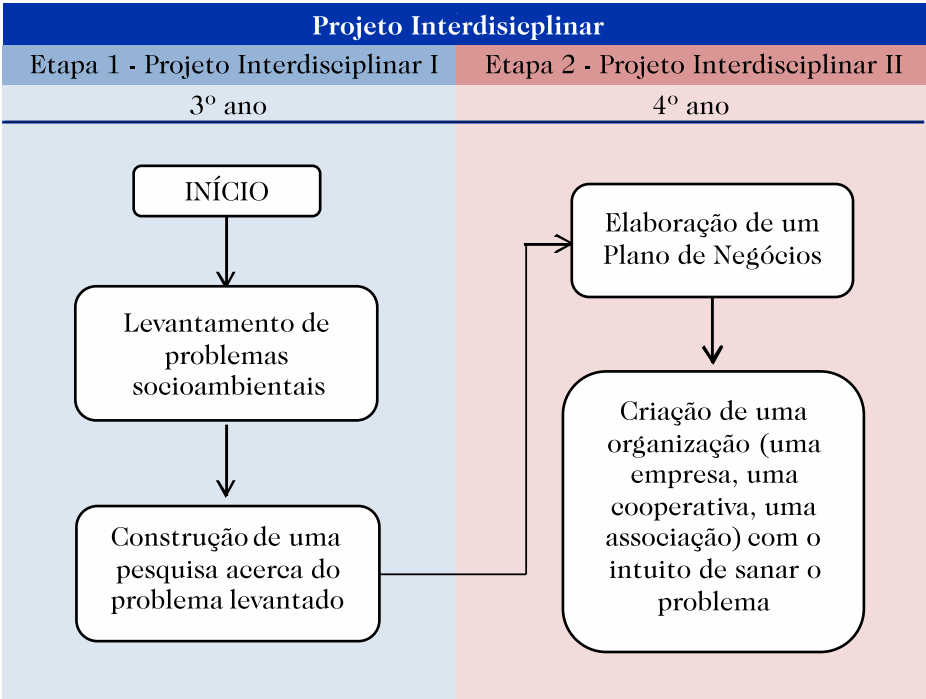 Projeto Interdisicplinar
Etapa 1 - Projeto Interdisciplinar I
3º ano
INÍCIO
Levantamento de
problemas
socioambientais
Construção de uma
pesquisa acerca do
problema levantado
Etapa 2 - Projeto Interdisciplinar II
4º ano
Elaboração de um
Plano de Negócios
Criação de uma
organização (uma
empresa, uma
cooperativa, uma
associação) com o
intuito de sanar o
problema